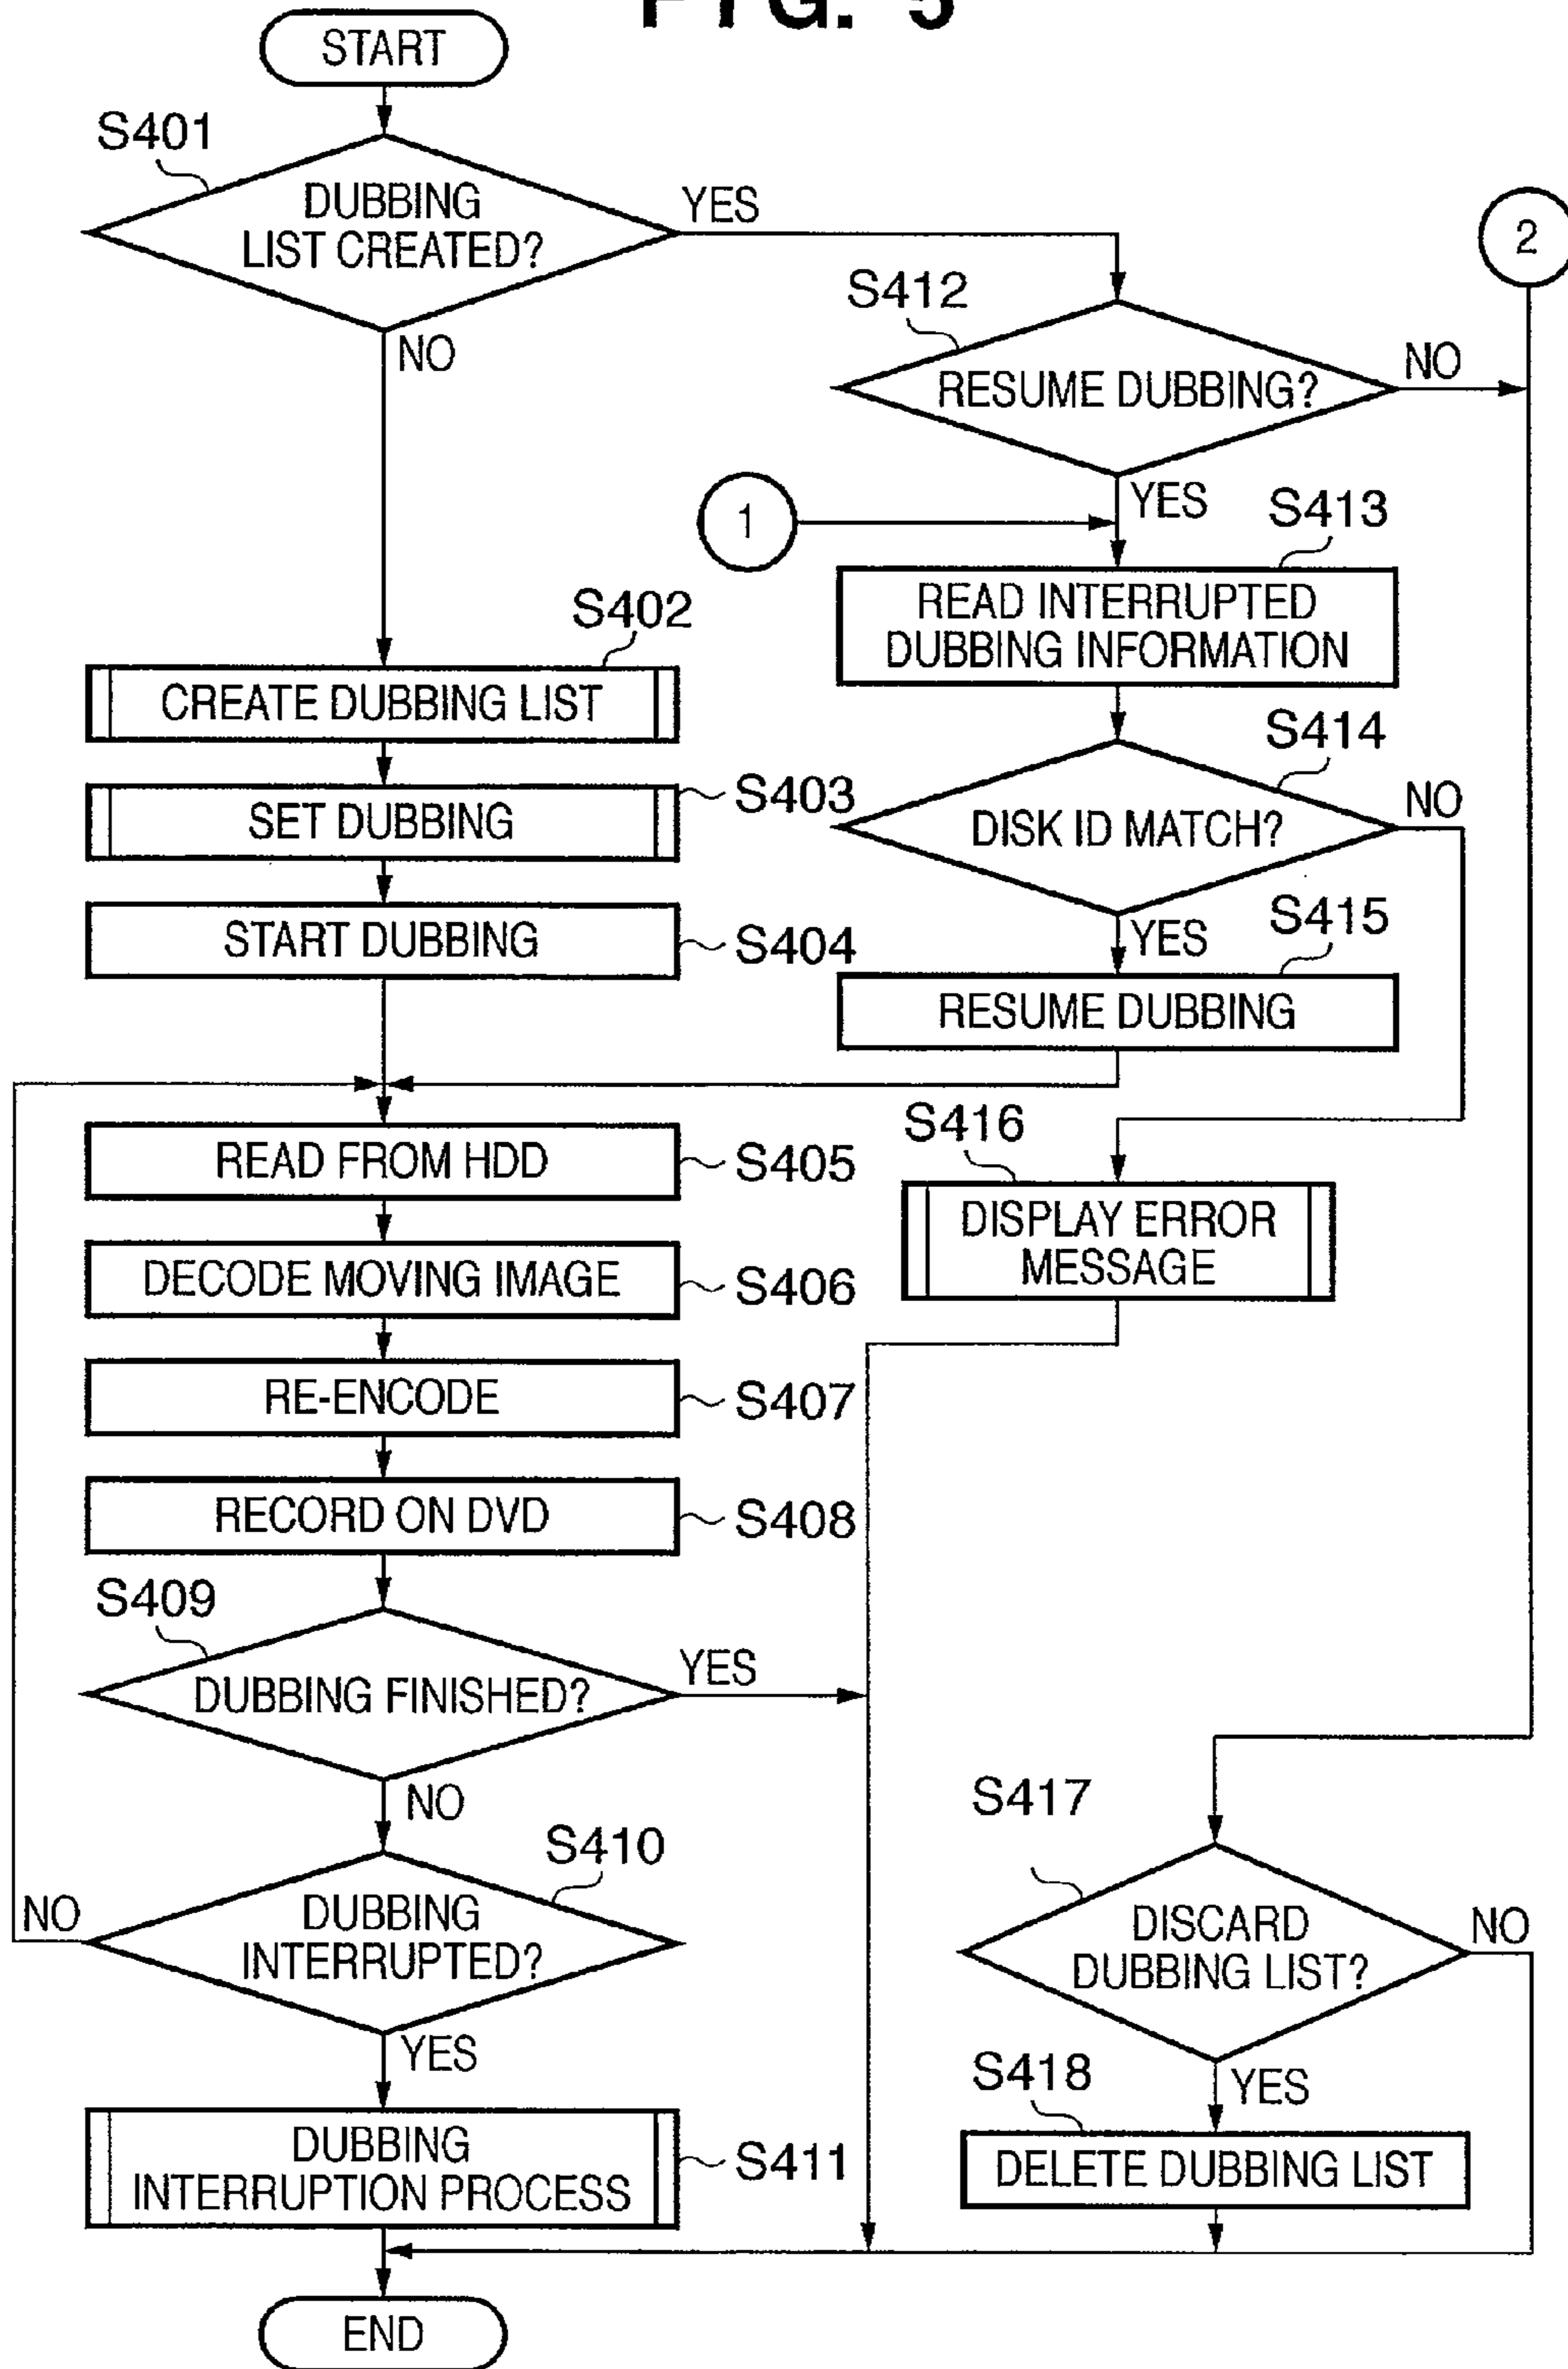 FIG. 5
START
S401
DUBBING
LIST CREATED?
YES
NO
2
S412
RESUME DUBBING?
NO
YES
1
S413
READ INTERRUPTED
DUBBING INFORMATION
S402
CREATE DUBBING LIST
S414
DISK ID MATCH?
NO
YES
SET DUBBING
S403
START DUBBING
S404
S415
RESUME DUBBING
READ FROM HDD
S405
S416
DISPLAY ERROR
MESSAGE
DECODE MOVING IMAGE
S406
RE-ENCODE
S407
RECORD ON DVD
S408
S409
DUBBING FINISHED?
YES
NO
S410
DUBBING
INTERRUPTED?
NO
YES
S417
DISCARD
DUBBING LIST?
NO
YES
DUBBING
INTERRUPTION PROCESS
S411
S418
DELETE DUBBING LIST
END